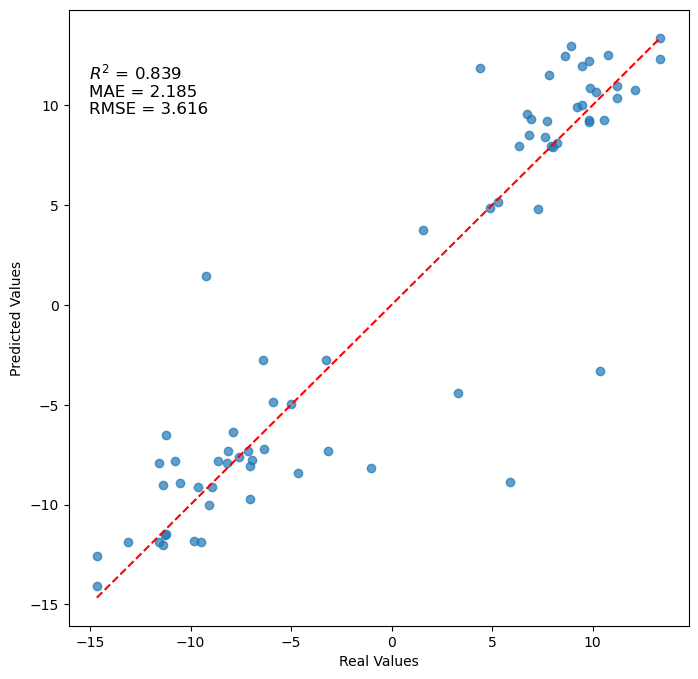 R² = 0.839
MAE = 2.185
RMSE = 3.616
10
5
0
−5
−10
−15
Predicted Values
−15 −10 −5 0 5 10
Real Values